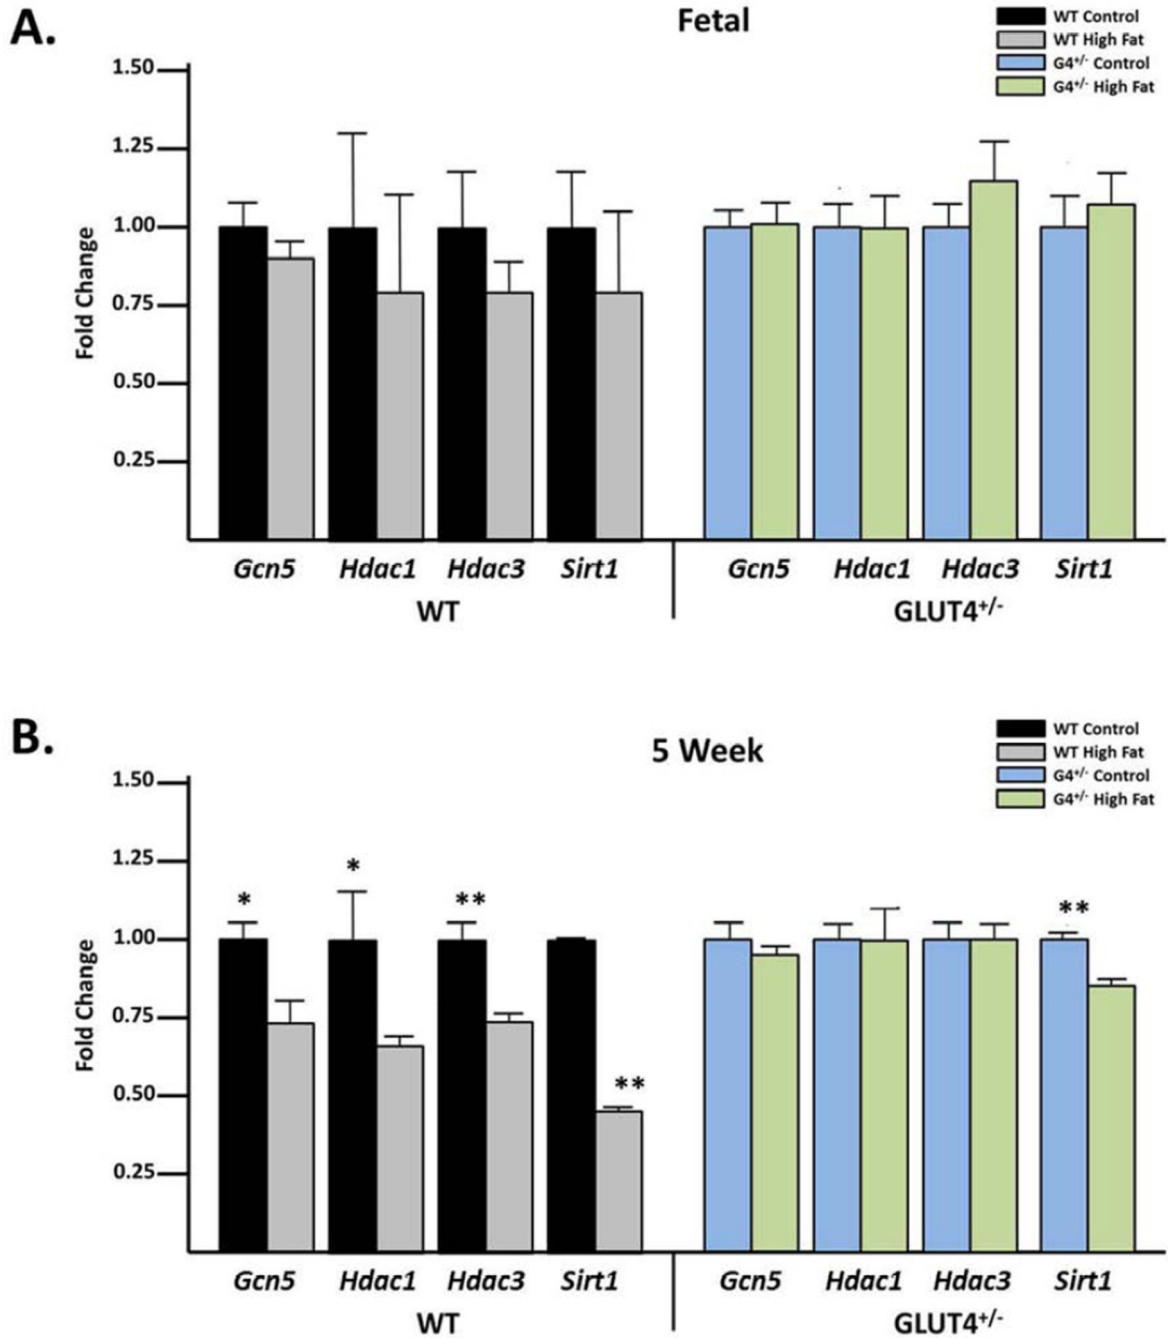 A.
Fetal
WT Control
WT High Fat
G4+/- Control
G4+/- High Fat
1.50
1.25
1.00
0.75
0.50
0.25
Fold Change
Gcn5 Hdac1 Hdac3 Sirt1 Gcn5 Hdac1 Hdac3 Sirt1
WT GLUT4+/-
B.
5 Week
WT Control
WT High Fat
G4+/- Control
G4+/- High Fat
1.50
1.25
1.00
0.75
0.50
0.25
Fold Change
* * ** ** **
Gcn5 Hdac1 Hdac3 Sirt1 Gcn5 Hdac1 Hdac3 Sirt1
WT GLUT4+/-